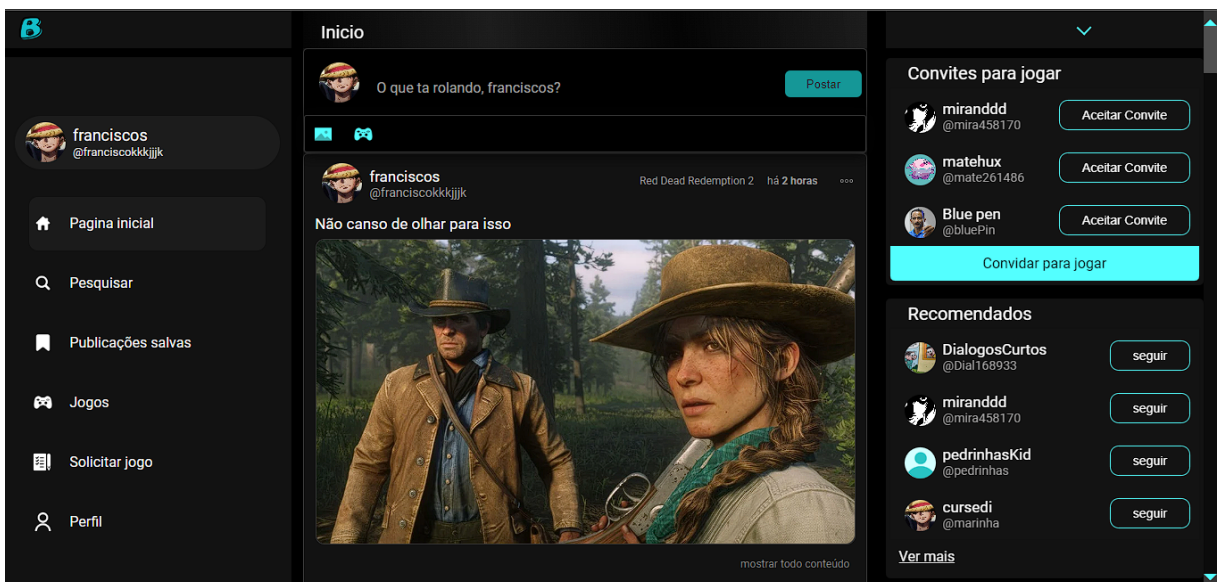 B
franciscos
@franciscokkkjjjk
Pagina inicial
Pesquisar
Publicações salvas
Jogos
Solicitar jogo
Perfil
Inicio
O que ta rolando, franciscos?
Postar
franciscos
@franciscokkkjjjk
Red Dead Redemption 2 há 2 horas
Não canso de olhar para isso
mostrar todo conteúdo
Convites para jogar
miranddd
@mira458170
Aceitar Convite
matehux
@mate261486
Aceitar Convite
Blue pen
@bluePin
Aceitar Convite
Convidar para jogar
Recomendados
DialogosCurtos
@Dial168933
seguir
miranddd
@mira458170
seguir
pedrinhasKid
@pedrinhas
seguir
cursedi
@marinha
seguir
Ver mais